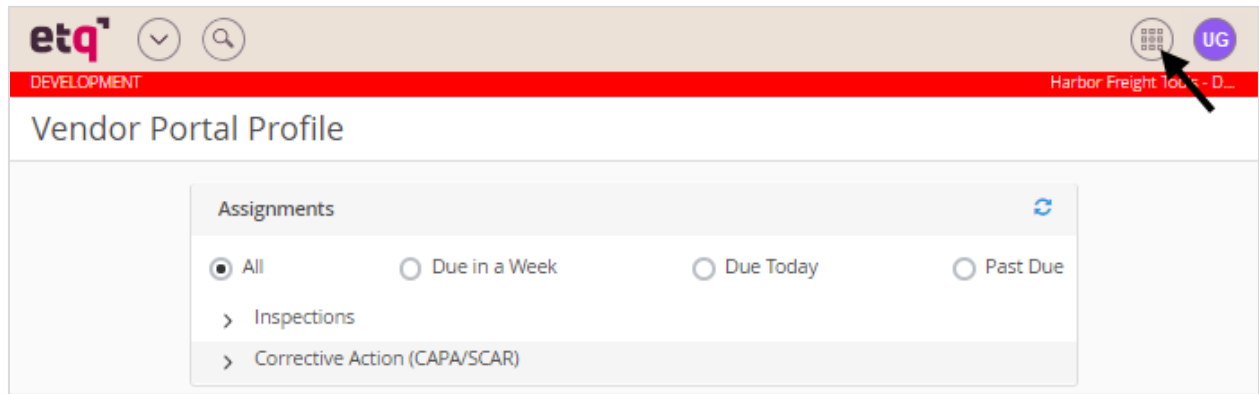 etq UG
DEVELOPMENT Harbor Freight Tools - D...
Vendor Portal Profile
Assignments
All Due in a Week Due Today Past Due
Inspections
Corrective Action (CAPA/SCAR)